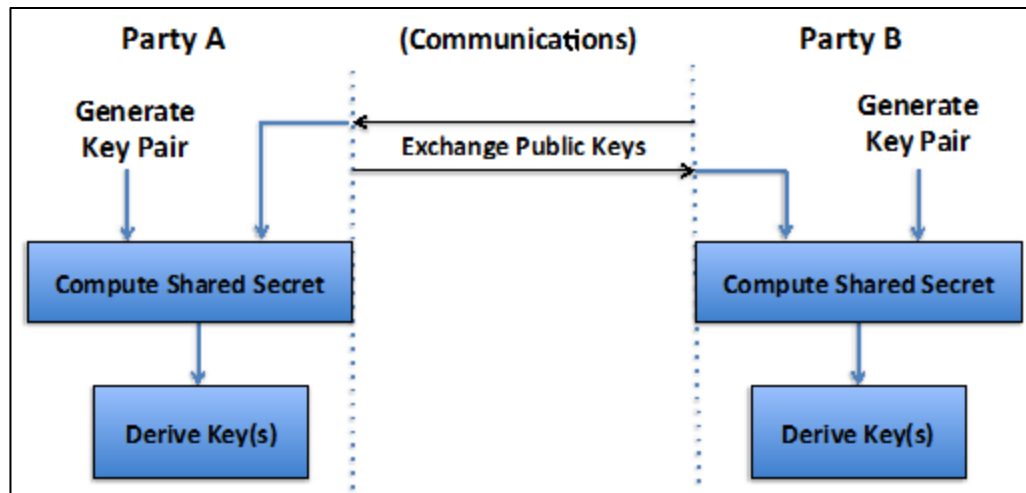 Party A
(Communications)
Party B
Generate
Key Pair
Generate
Key Pair
Exchange Public Keys
Compute Shared Secret
Compute Shared Secret
Derive Key(s)
Derive Key(s)